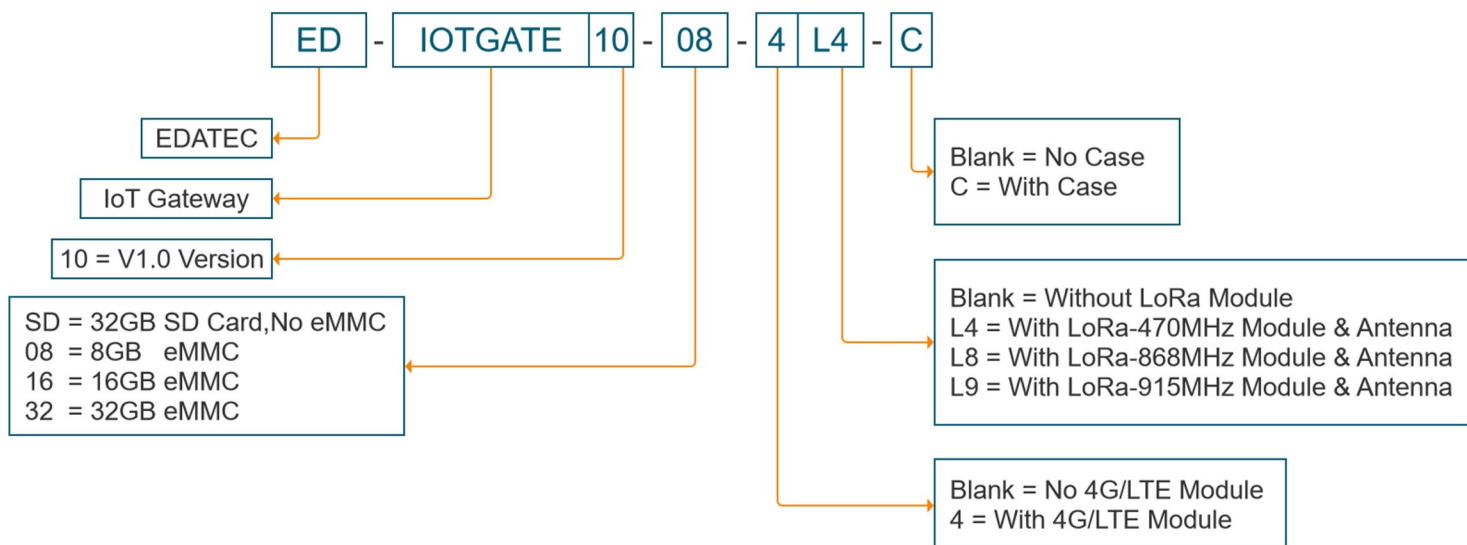 ED - IOTGATE 10 - 08 - 4 L4 - C
EDATEC
IoT Gateway
10 = V1.0 Version
SD = 32GB SD Card,No eMMC
08 = 8GB eMMC
16 = 16GB eMMC
32 = 32GB eMMC
Blank = No Case
C = With Case
Blank = Without LoRa Module
L4 = With LoRa-470MHz Module & Antenna
L8 = With LoRa-868MHz Module & Antenna
L9 = With LoRa-915MHz Module & Antenna
Blank = No 4G/LTE Module
4 = With 4G/LTE Module